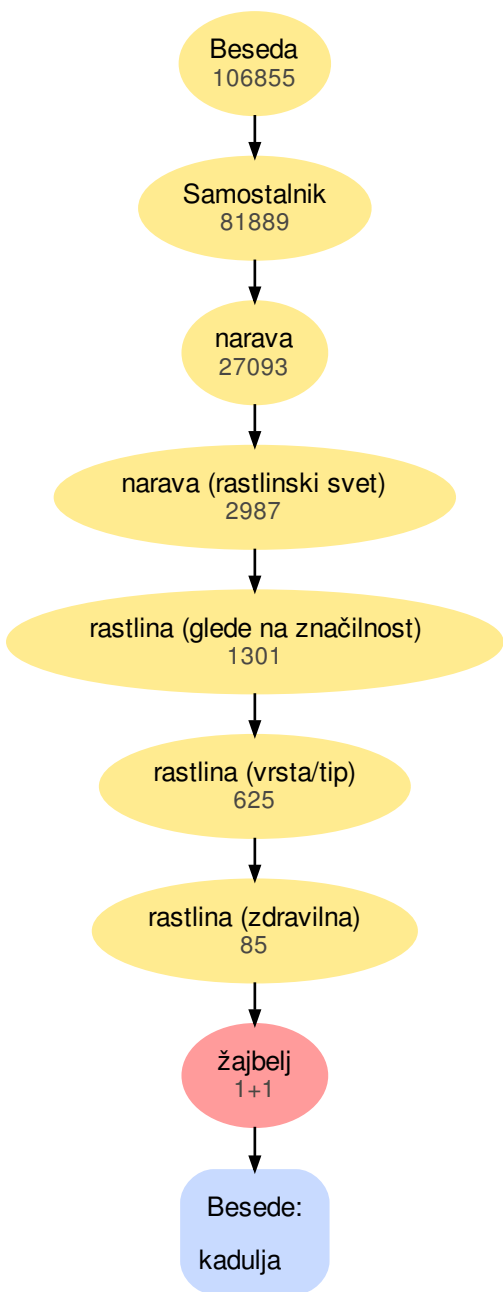 Beseda
106855
Samostalnik
81889
narava
27093
narava (rastlinski svet)
2987
rastlina (glede na značilnost)
1301
rastlina (vrsta/tip)
625
rastlina (zdravilna)
85
žajbelj
1+1
Besede:
kadulja